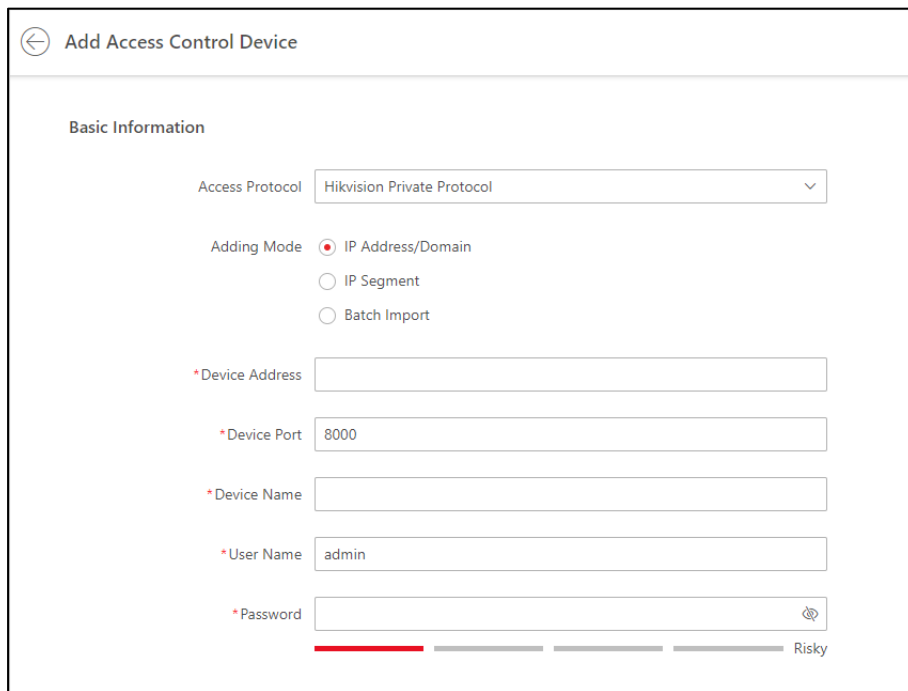 Add Access Control Device
Basic Information
Access Protocol Hikvision Private Protocol
Adding Mode IP Address/Domain
IP Segment
Batch Import
*Device Address
*Device Port 8000
*Device Name
*User Name admin
*Password
Risky